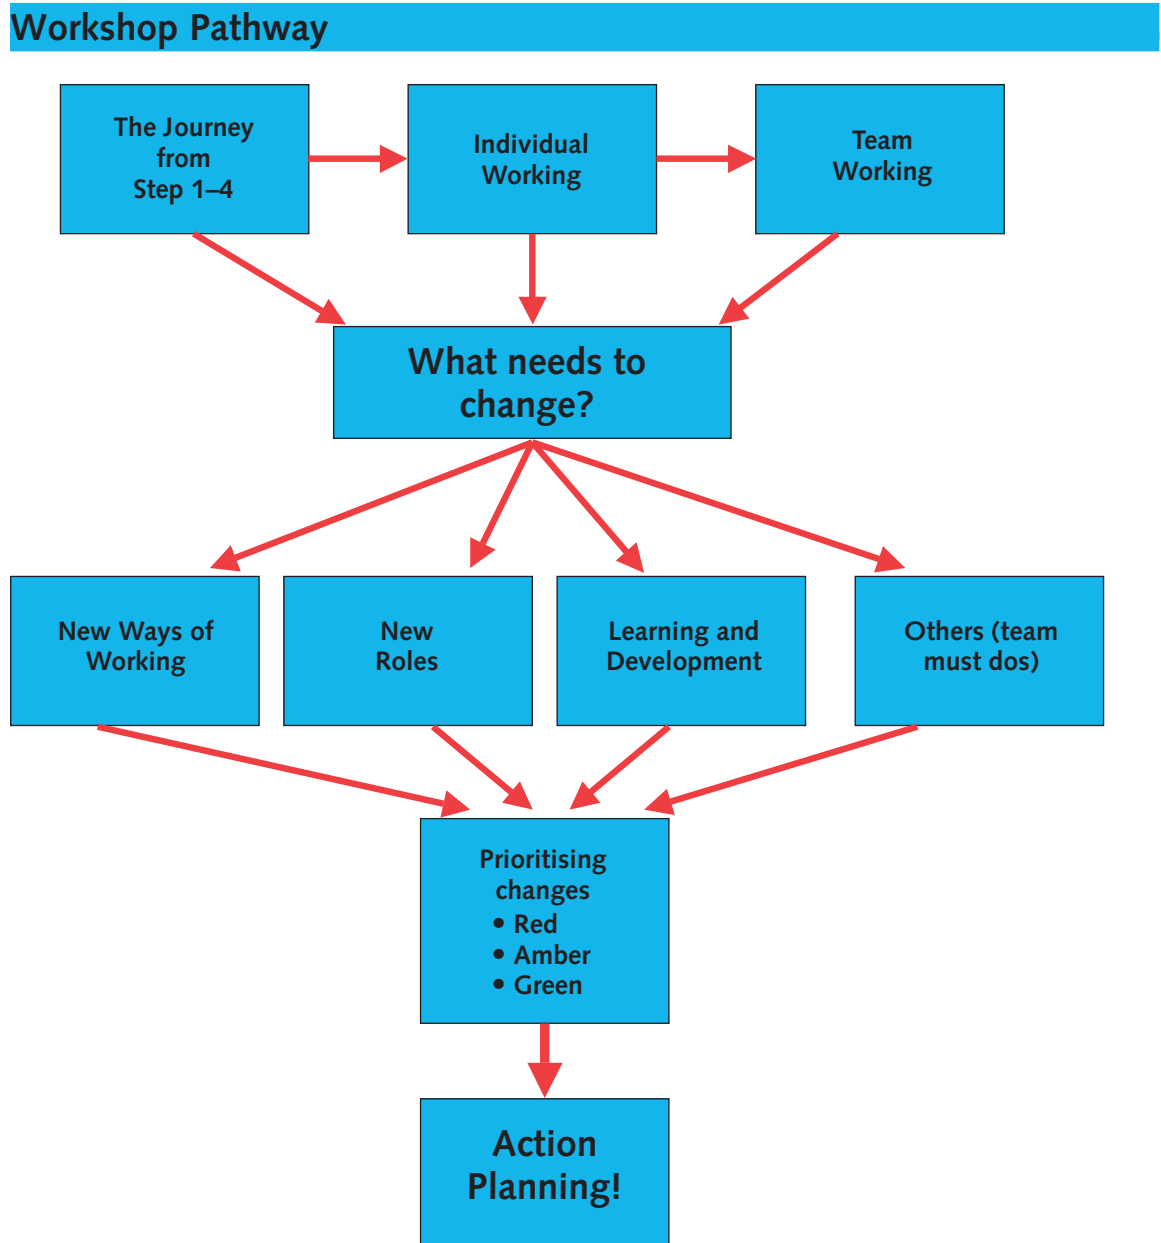 Workshop Pathway
The Journey
from
Step 1–4
Individual
Working
Team
Working
What needs to
change?
New Ways of
Working
New
Roles
Learning and
Development
Others (team
must dos)
Prioritising
changes
• Red
• Amber
• Green
Action
Planning!